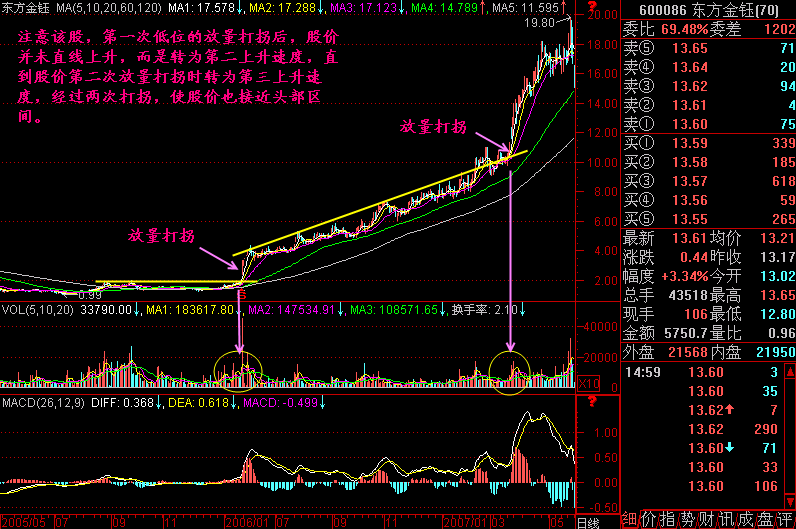 东方金钰 MA(5,10,20,60,120) MA1: 17.578↓ MA2: 17.288↓ MA3: 17.123↓ MA4: 14.789↑ MA5: 11.595↑ ?
19.80
20.00
18.00
16.00
14.00
12.00
10.00
8.00
6.00
4.00
2.00
注意该股，第一次低位的放量打拐后，股价
并未直线上升，而是转为第二上升速度，直
到股价第二次放量打拐时转为第三上升速
度，经过两次打拐，使股价也接近头部区
间。
放量打拐
放量打拐
0.99
S
VOL(5,10,20) 33790.00↓ MA1: 183617.80↓ MA2: 147534.91↓ MA3: 108571.65↓ 换手率: 2.10↓
40000
20000
0
X10
MACD(26,12,9) DIFF: 0.368↓ DEA: 0.618↓ MACD: -0.499↓ ?
1.00
0.50
0.00
-0.50
2005/05 07 09 11 2006/01 07 09 11 2007/01 03 05 日线
600086 东方金钰(70)
委比 69.48% 委差 1202
卖⑤ 13.65 71
卖④ 13.64 20
卖③ 13.62 94
卖② 13.61 4
卖① 13.60 75
买① 13.59 339
买② 13.58 185
买③ 13.57 618
买④ 13.56 59
买⑤ 13.55 265
最新 13.61 均价 13.21
涨跌 0.44 昨收 13.17
幅度 +3.34% 今开 13.02
总手 43518 最高 13.65
现手 106 最低 12.80
金额 5750.7 量比 0.96
外盘 21568 内盘 21950
14:59 13.60 3
13.60 35
13.62↑ 7
13.62 290
13.60↓ 71
13.60 33
13.60 106
细 价 指 势 财 讯 成 盘 评